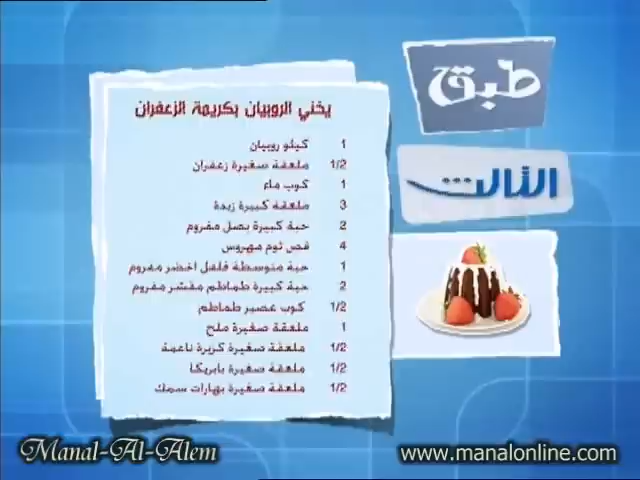 طبق
الثالث
يخني الروبيان بكريمة الزعفران
1 كيلو روبيان
1/2 ملعقة صغيرة زعفران
1 كوب ماء
3 ملعقة كبيرة زبدة
2 حبة كبيرة بصل مفروم
4 فص ثوم مهروس
1 حبة متوسطة فلفل اخضر مفروم
2 حبة كبيرة طماطم مقشر مفروم
1/2 كوب عصير طماطم
1 ملعقة صغيرة ملح
1/2 ملعقة صغيرة كزبرة ناعمة
1/2 ملعقة صغيرة بابريكا
1/2 ملعقة صغيرة بهارات سمك
Manal-Al-Alem
www.manalonline.com